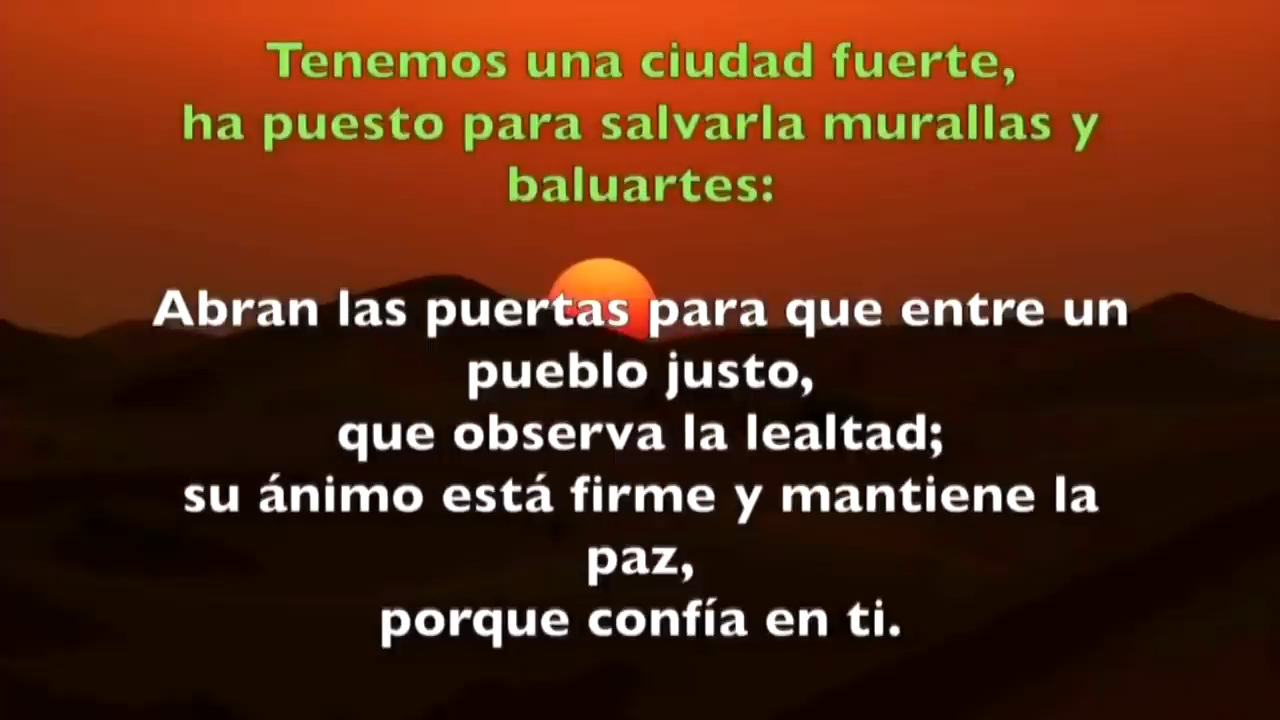 Tenemos una ciudad fuerte,
ha puesto para salvarla murallas y
baluartes:
Abran las puertas para que entre un
pueblo justo,
que observa la lealtad;
su ánimo está firme y mantiene la
paz,
porque confía en ti.